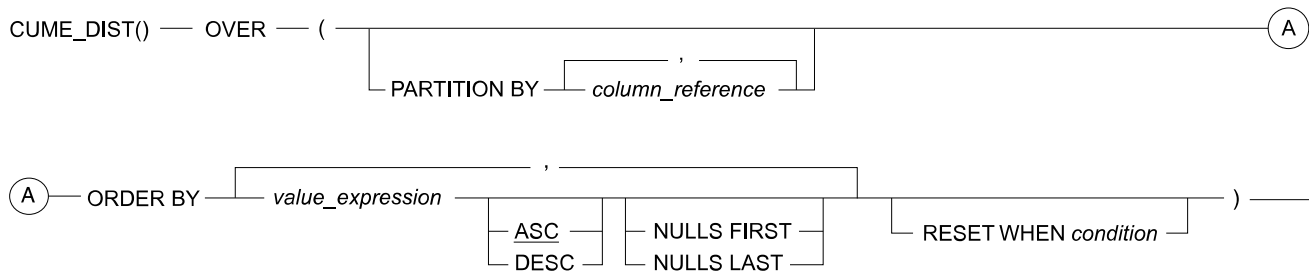 CUME_DIST() OVER ( A
,
PARTITION BY column_reference
,
A ORDER BY value_expression )
ASC NULLS FIRST RESET WHEN condition
DESC NULLS LAST